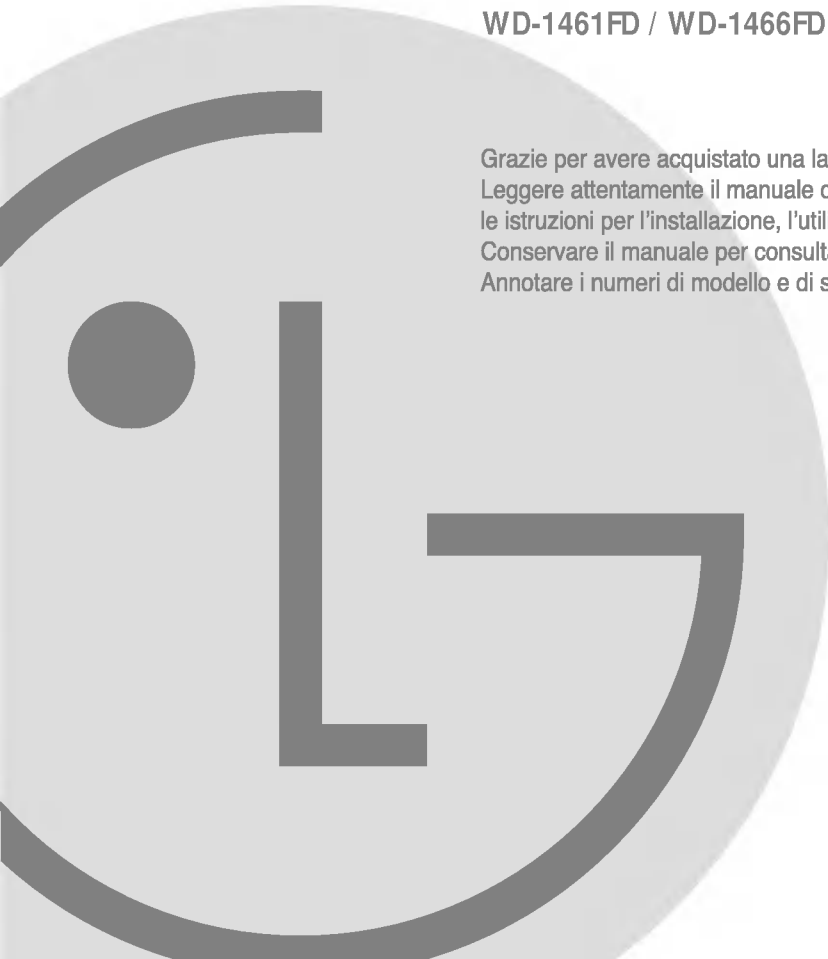 WD-1461FD / WD-1466FD
Grazie per avere acquistato una la
Leggere attentamente il manuale
le istruzioni per l'installazione, l'util
Conservare il manuale per consulta
Annotare i numeri di modello e di s